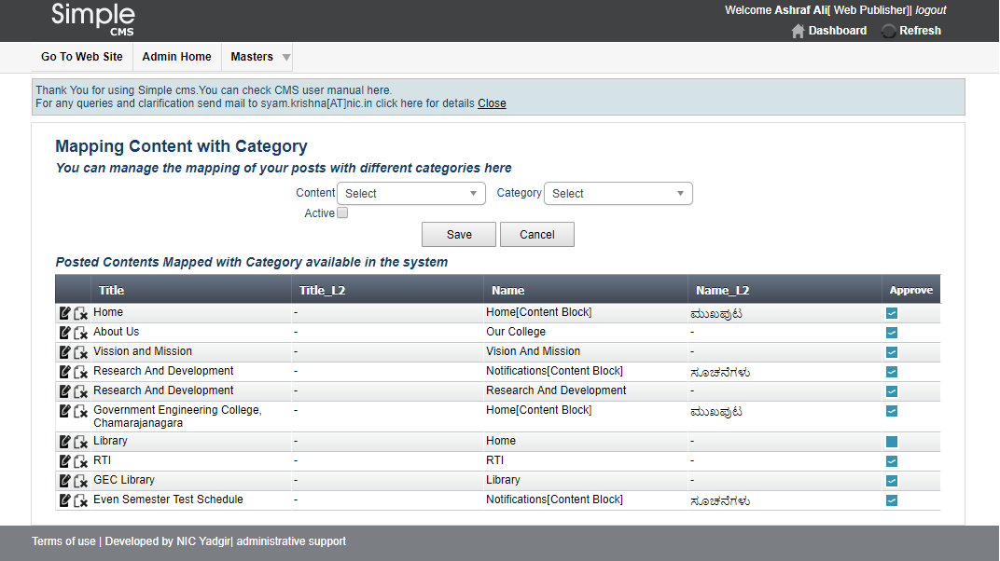 Simple
CMS
Welcome Ashraf Ali[ Web Publisher]| logout
Dashboard Refresh
Go To Web Site Admin Home Masters
Thank You for using Simple cms.You can check CMS user manual here.
For any queries and clarification send mail to syam.krishna[AT]nic.in click here for details Close
Mapping Content with Category
You can manage the mapping of your posts with different categories here
Content Select Category Select
Active
Save Cancel
Posted Contents Mapped with Category available in the system
Title Title_L2 Name Name_L2 Approve
Home - Home[Content Block] ಮುಖಪುಟ
About Us - Our College -
Vission and Mission - Vision And Mission -
Research And Development - Notifications[Content Block] ಸೂಚನೆಗಳು
Research And Development - Research And Development -
Government Engineering College, - Home[Content Block] ಮುಖಪುಟ
Chamarajanagara
Library - Home -
RTI - RTI -
GEC Library - Library -
Even Semester Test Schedule - Notifications[Content Block] ಸೂಚನೆಗಳು
Terms of use | Developed by NIC Yadgir| administrative support